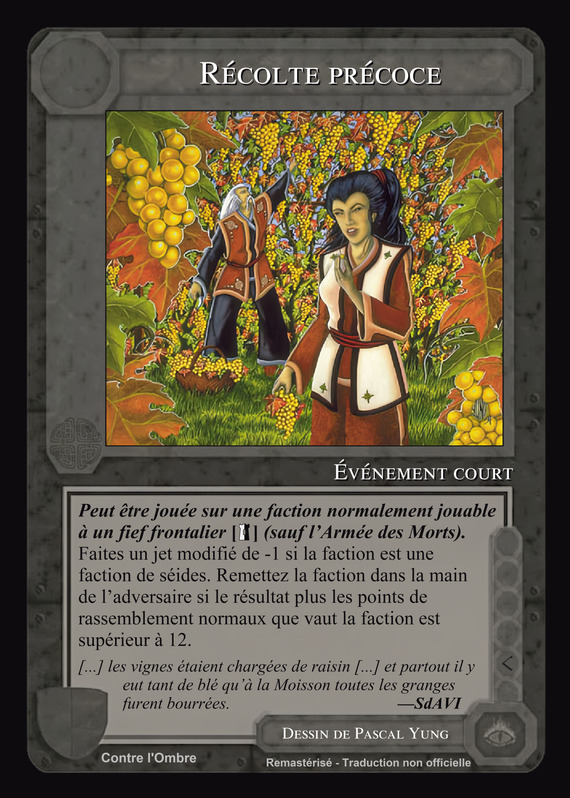 Récolte précoce
Événement court
Peut être jouée sur une faction normalement jouable
à un fief frontalier [] (sauf l'Armée des Morts).
Faites un jet modifié de -1 si la faction est une
faction de séides. Remettez la faction dans la main
de l'adversaire si le résultat plus les points de
rassemblement normaux que vaut la faction est
supérieur à 12.
[...] les vignes étaient chargées de raisin [...] et partout il y
eut tant de blé qu'à la Moisson toutes les granges
furent bourrées. —SdAVI
Dessin de Pascal Yung
Contre l'Ombre
Remastérisé - Traduction non officielle